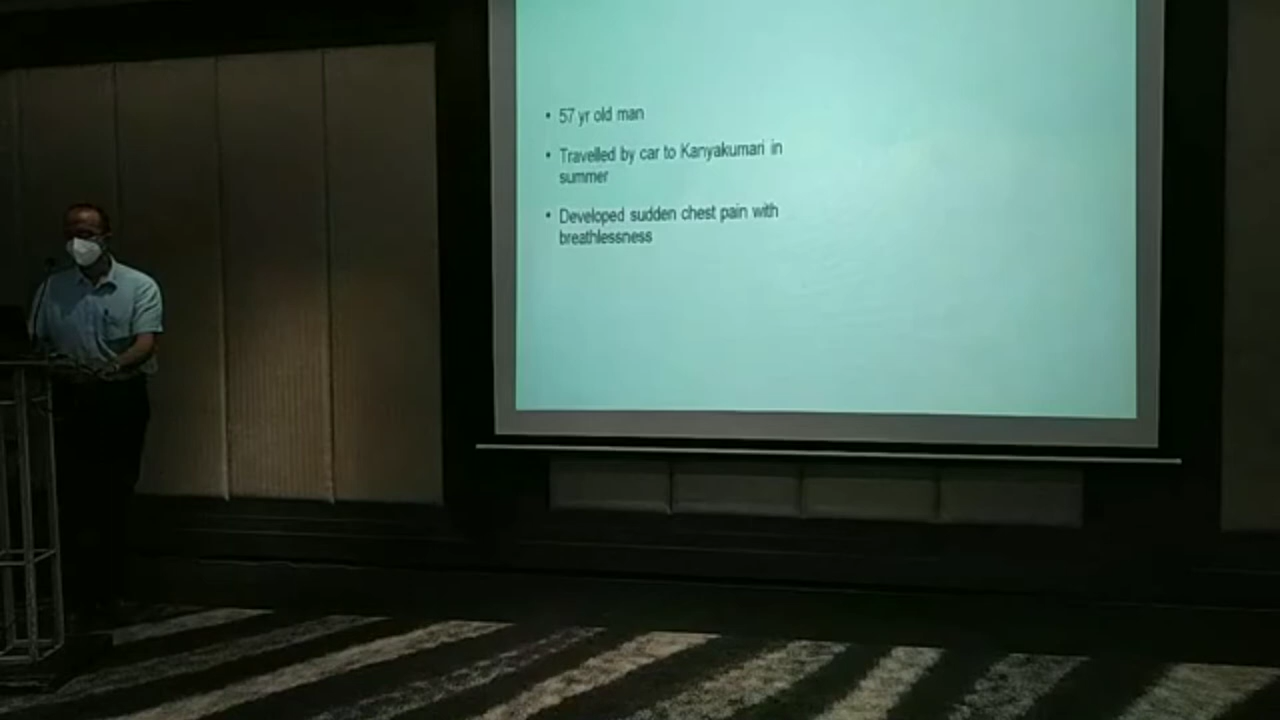 • 57 yr old man
• Travelled by car to Kanyakumari in
summer
• Developed sudden chest pain with
breathlessness